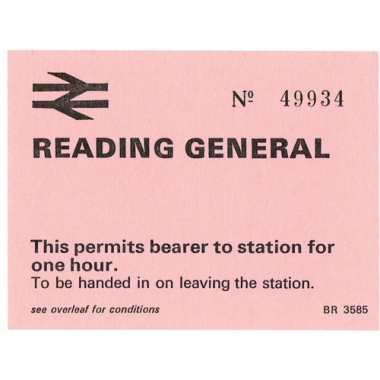 Nº 49934
READING GENERAL
This permits bearer to station for
one hour.
To be handed in on leaving the station.
see overleaf for conditions BR 3585